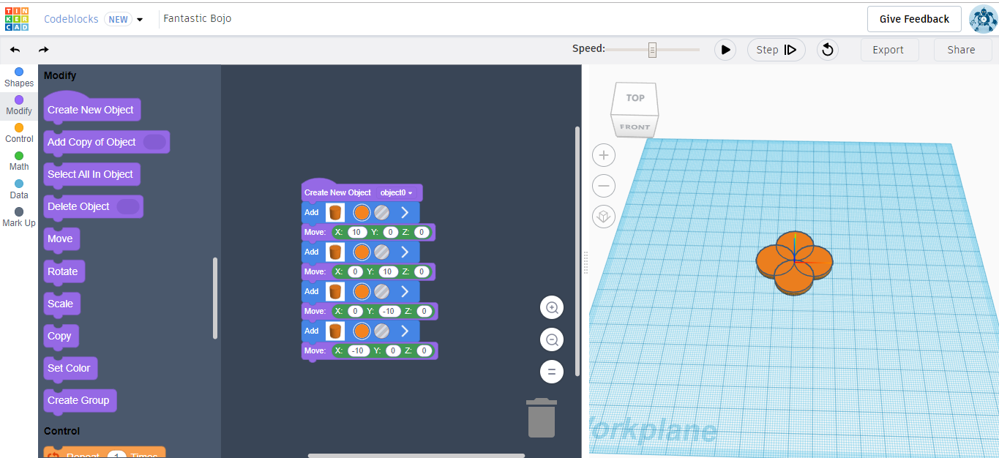 TIN
KER
CAD
Codeblocks NEW Fantastic Bojo Give Feedback
Speed: Step Export Share
Shapes
Modify
Control
Math
Data
Mark Up
Modify
Create New Object
Add Copy of Object
Select All In Object
Delete Object
Move
Rotate
Scale
Copy
Set Color
Create Group
Control
Repeat 1 Times
Create New Object object0
Add
Move: X: 10 Y: 0 Z: 0
Add
Move: X: 0 Y: 10 Z: 0
Add
Move: X: 0 Y: -10 Z: 0
Add
Move: X: -10 Y: 0 Z: 0
TOP
FRONT
orkplane